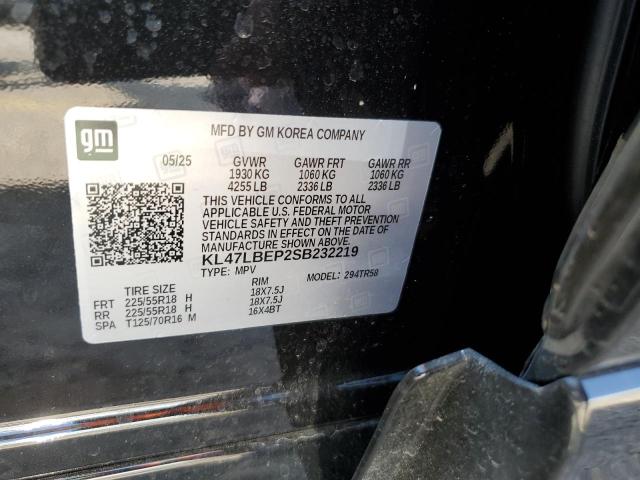 gm
MFD BY GM KOREA COMPANY
05/25 GVWR GAWR FRT GAWR RR
1930 KG 1060 KG 1060 KG
4255 LB 2336 LB 2336 LB
THIS VEHICLE CONFORMS TO ALL
APPLICABLE U.S. FEDERAL MOTOR
VEHICLE SAFETY AND THEFT PREVENTION
STANDARDS IN EFFECT ON THE DATE OF
MANUFACTURE SHOWN ABOVE.
KL47LBEP2SB232219
TYPE: MPV MODEL: 294TR58
TIRE SIZE RIM
FRT 225/55R18 H 18X7.5J
RR 225/55R18 H 18X7.5J
SPA T125/70R16 M 16X4BT